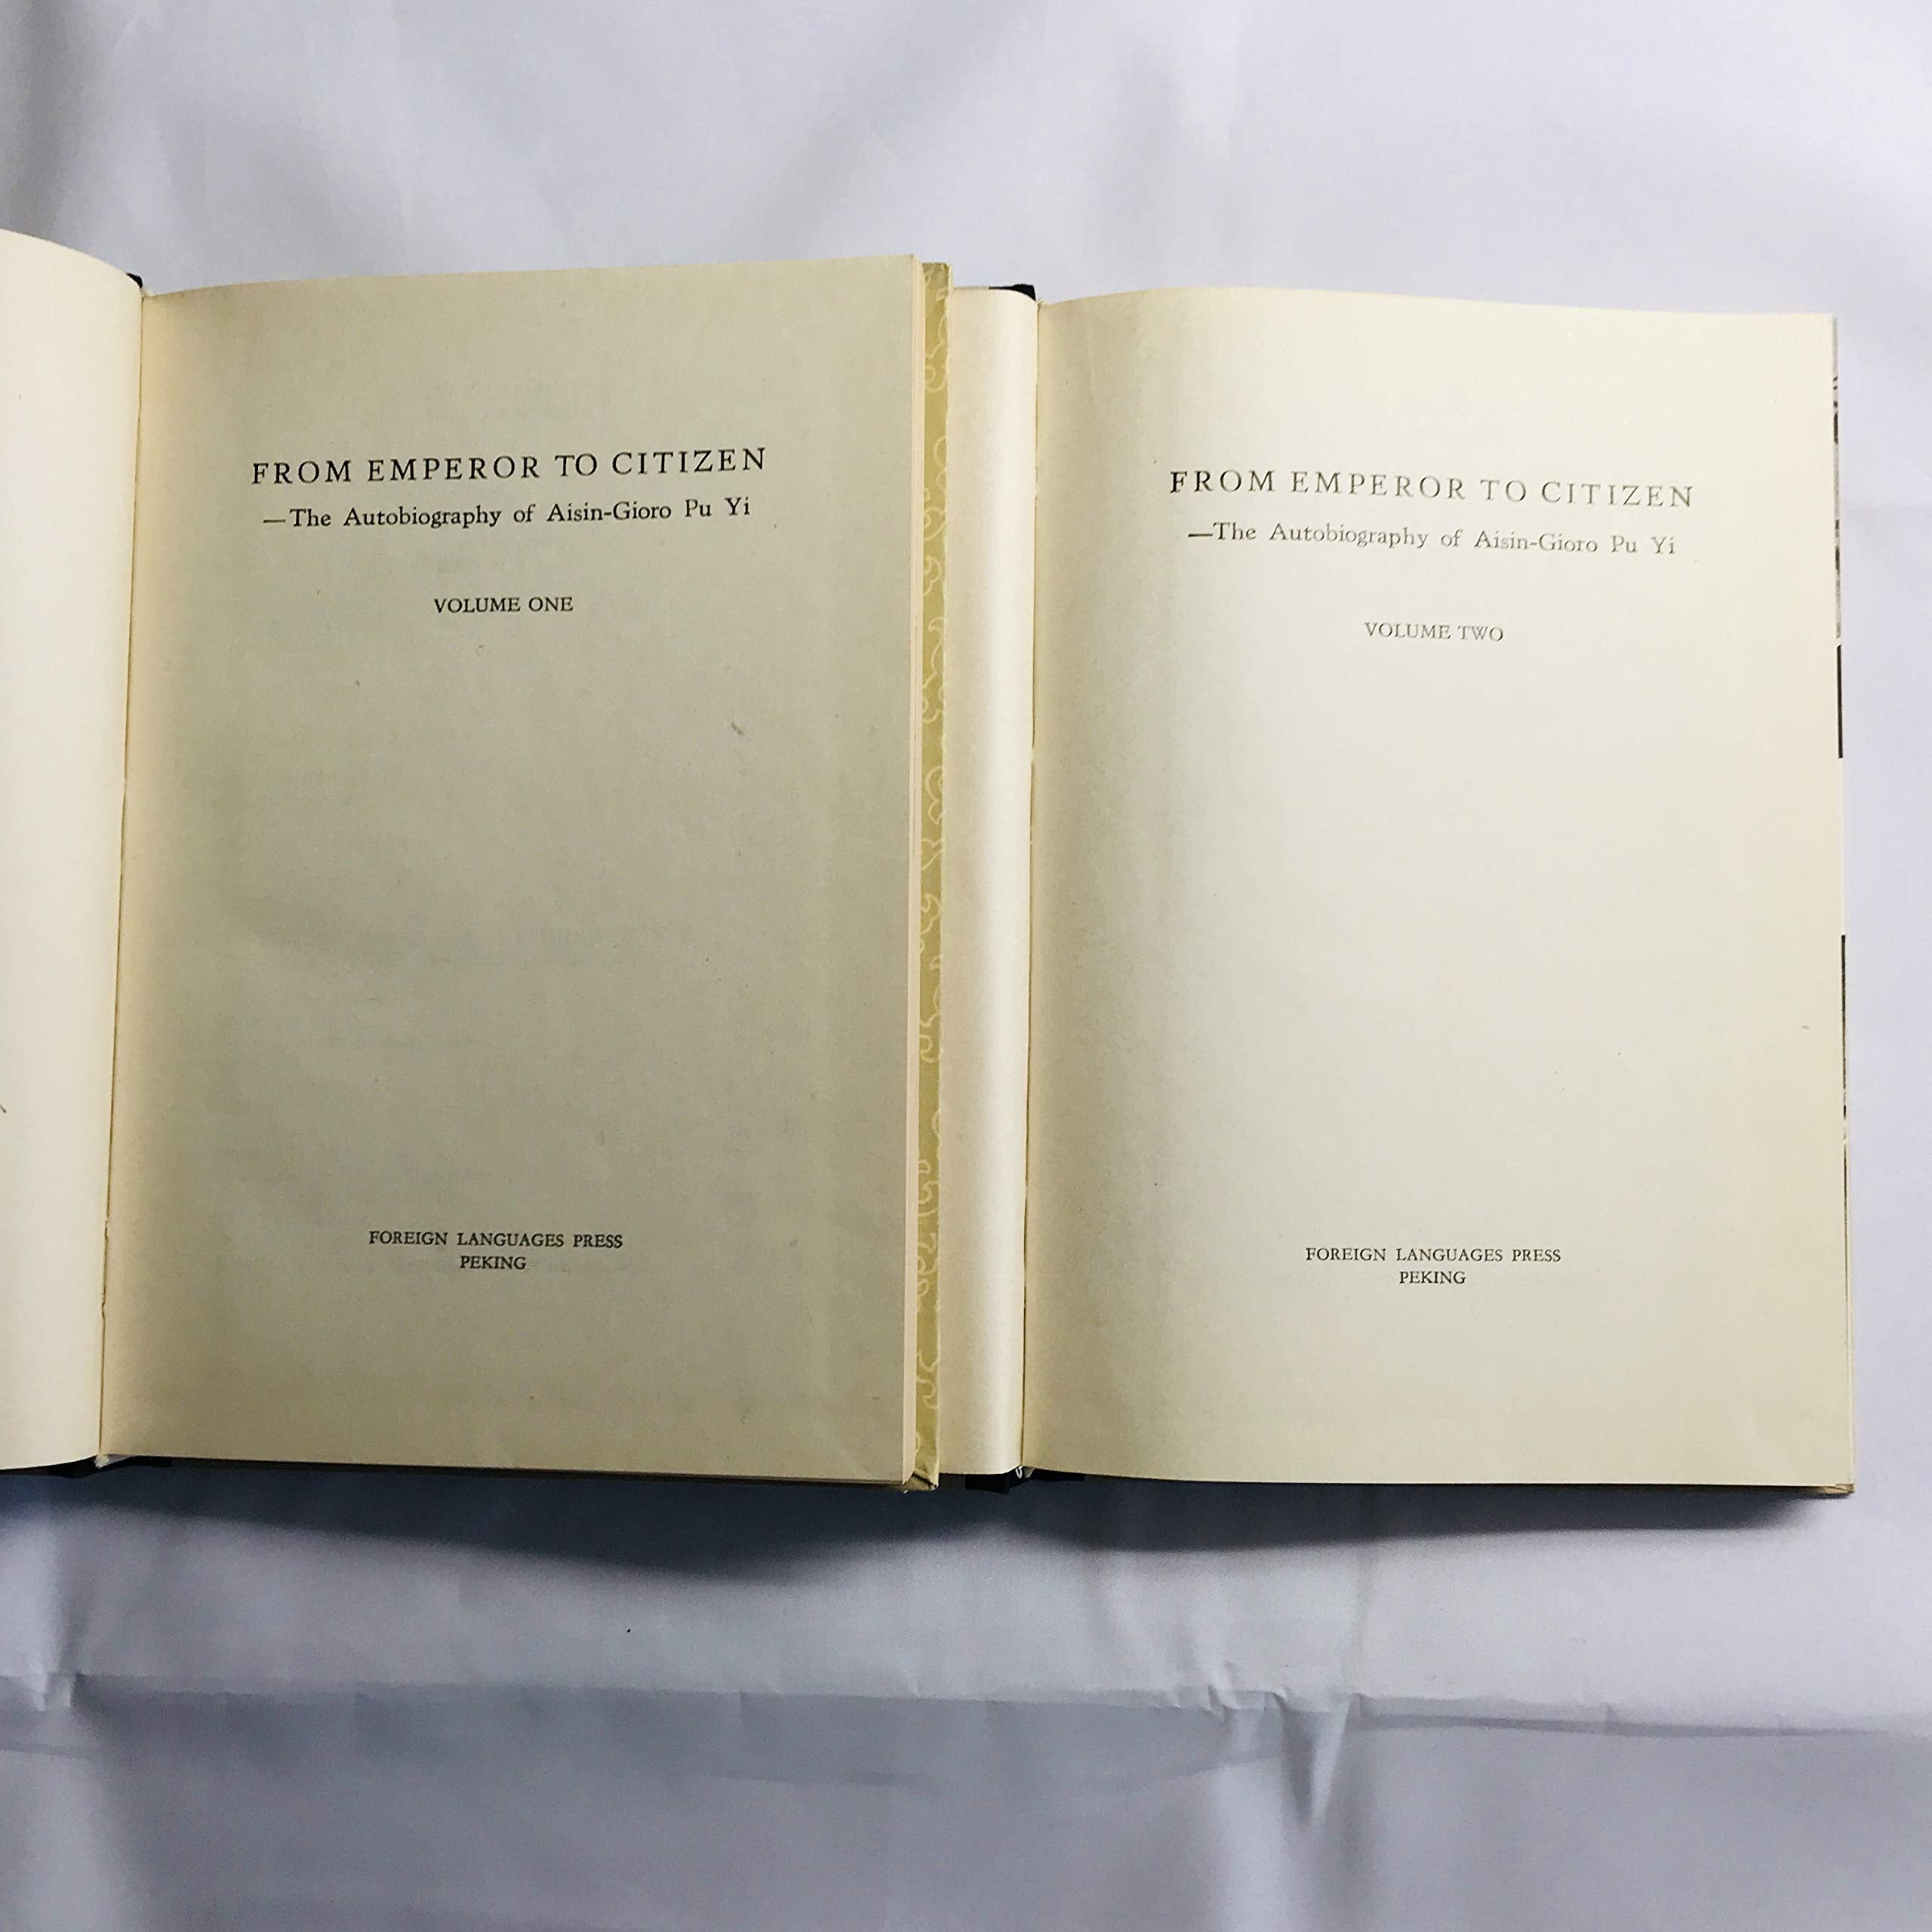 FROM EMPEROR TO CITIZEN
—The Autobiography of Aisin-Gioro Pu Yi
VOLUME ONE
FOREIGN LANGUAGES PRESS
PEKING
FROM EMPEROR TO CITIZEN
—The Autobiography of Aisin-Gioro Pu Yi
VOLUME TWO
FOREIGN LANGUAGES PRESS
PEKING